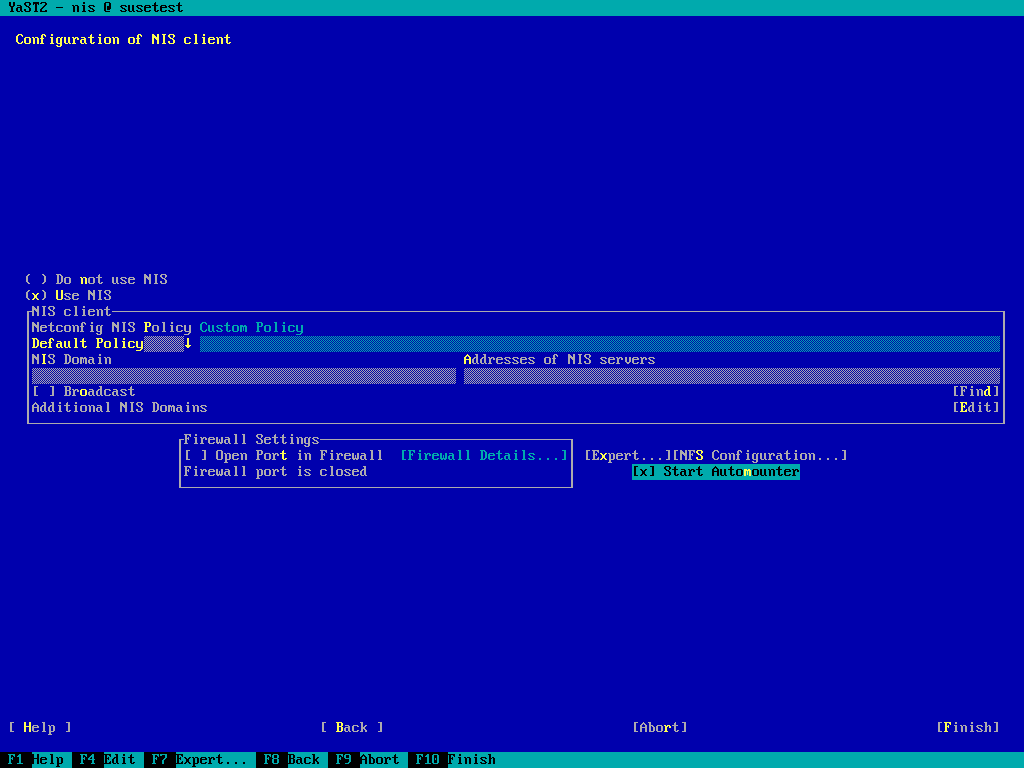 YaST2 - nis @ susetest
Configuration of NIS client
( ) Do not use NIS
(x) Use NIS
NIS client
Netconfig NIS Policy Custom Policy
Default Policy ↓
NIS Domain Addresses of NIS servers
[ ] Broadcast [Find]
Additional NIS Domains [Edit]
Firewall Settings
[ ] Open Port in Firewall [Firewall Details...] [Expert...][NFS Configuration...]
Firewall port is closed [x] Start Automounter
[ Help ] [ Back ] [Abort] [Finish]
F1 Help F4 Edit F7 Expert... F8 Back F9 Abort F10 Finish